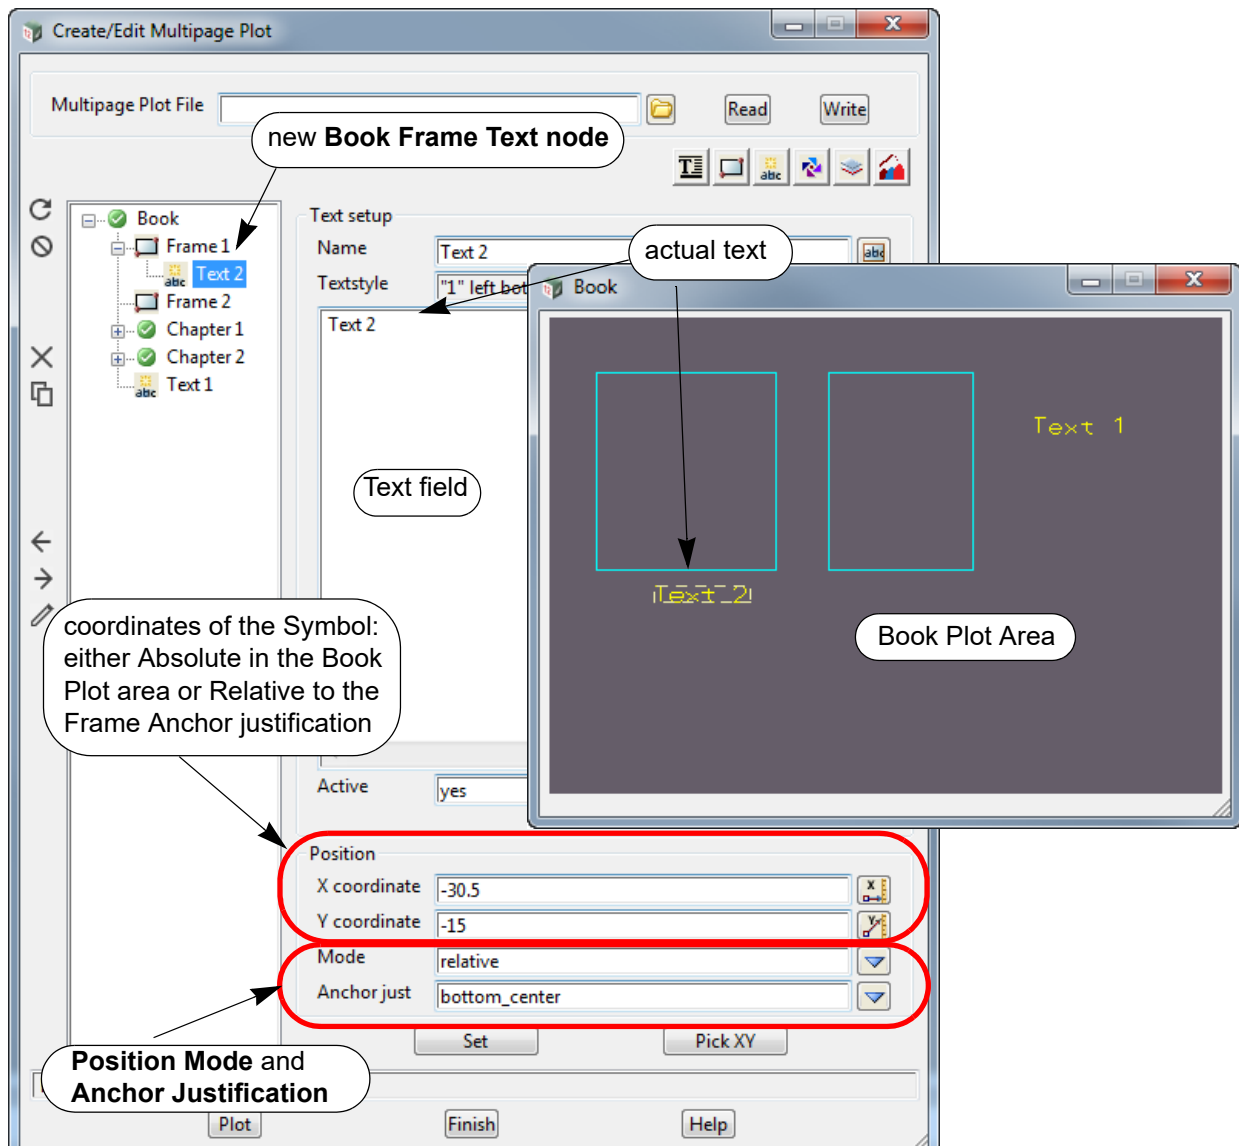 Create/Edit Multipage Plot
Multipage Plot File
Read
Write
new Book Frame Text node
Book
Frame 1
Text 2
Frame 2
Chapter 1
Chapter 2
Text 1
Text setup
Name
Text 2
actual text
Textstyle
"1" left bot
Text 2
Text field
Book
Text 1
Text 2
Book Plot Area
coordinates of the Symbol:
either Absolute in the Book
Plot area or Relative to the
Frame Anchor justification
Active
yes
Position
X coordinate
-30.5
Y coordinate
-15
Mode
relative
Anchor just
bottom_center
Set
Pick XY
Position Mode and
Anchor Justification
Plot
Finish
Help